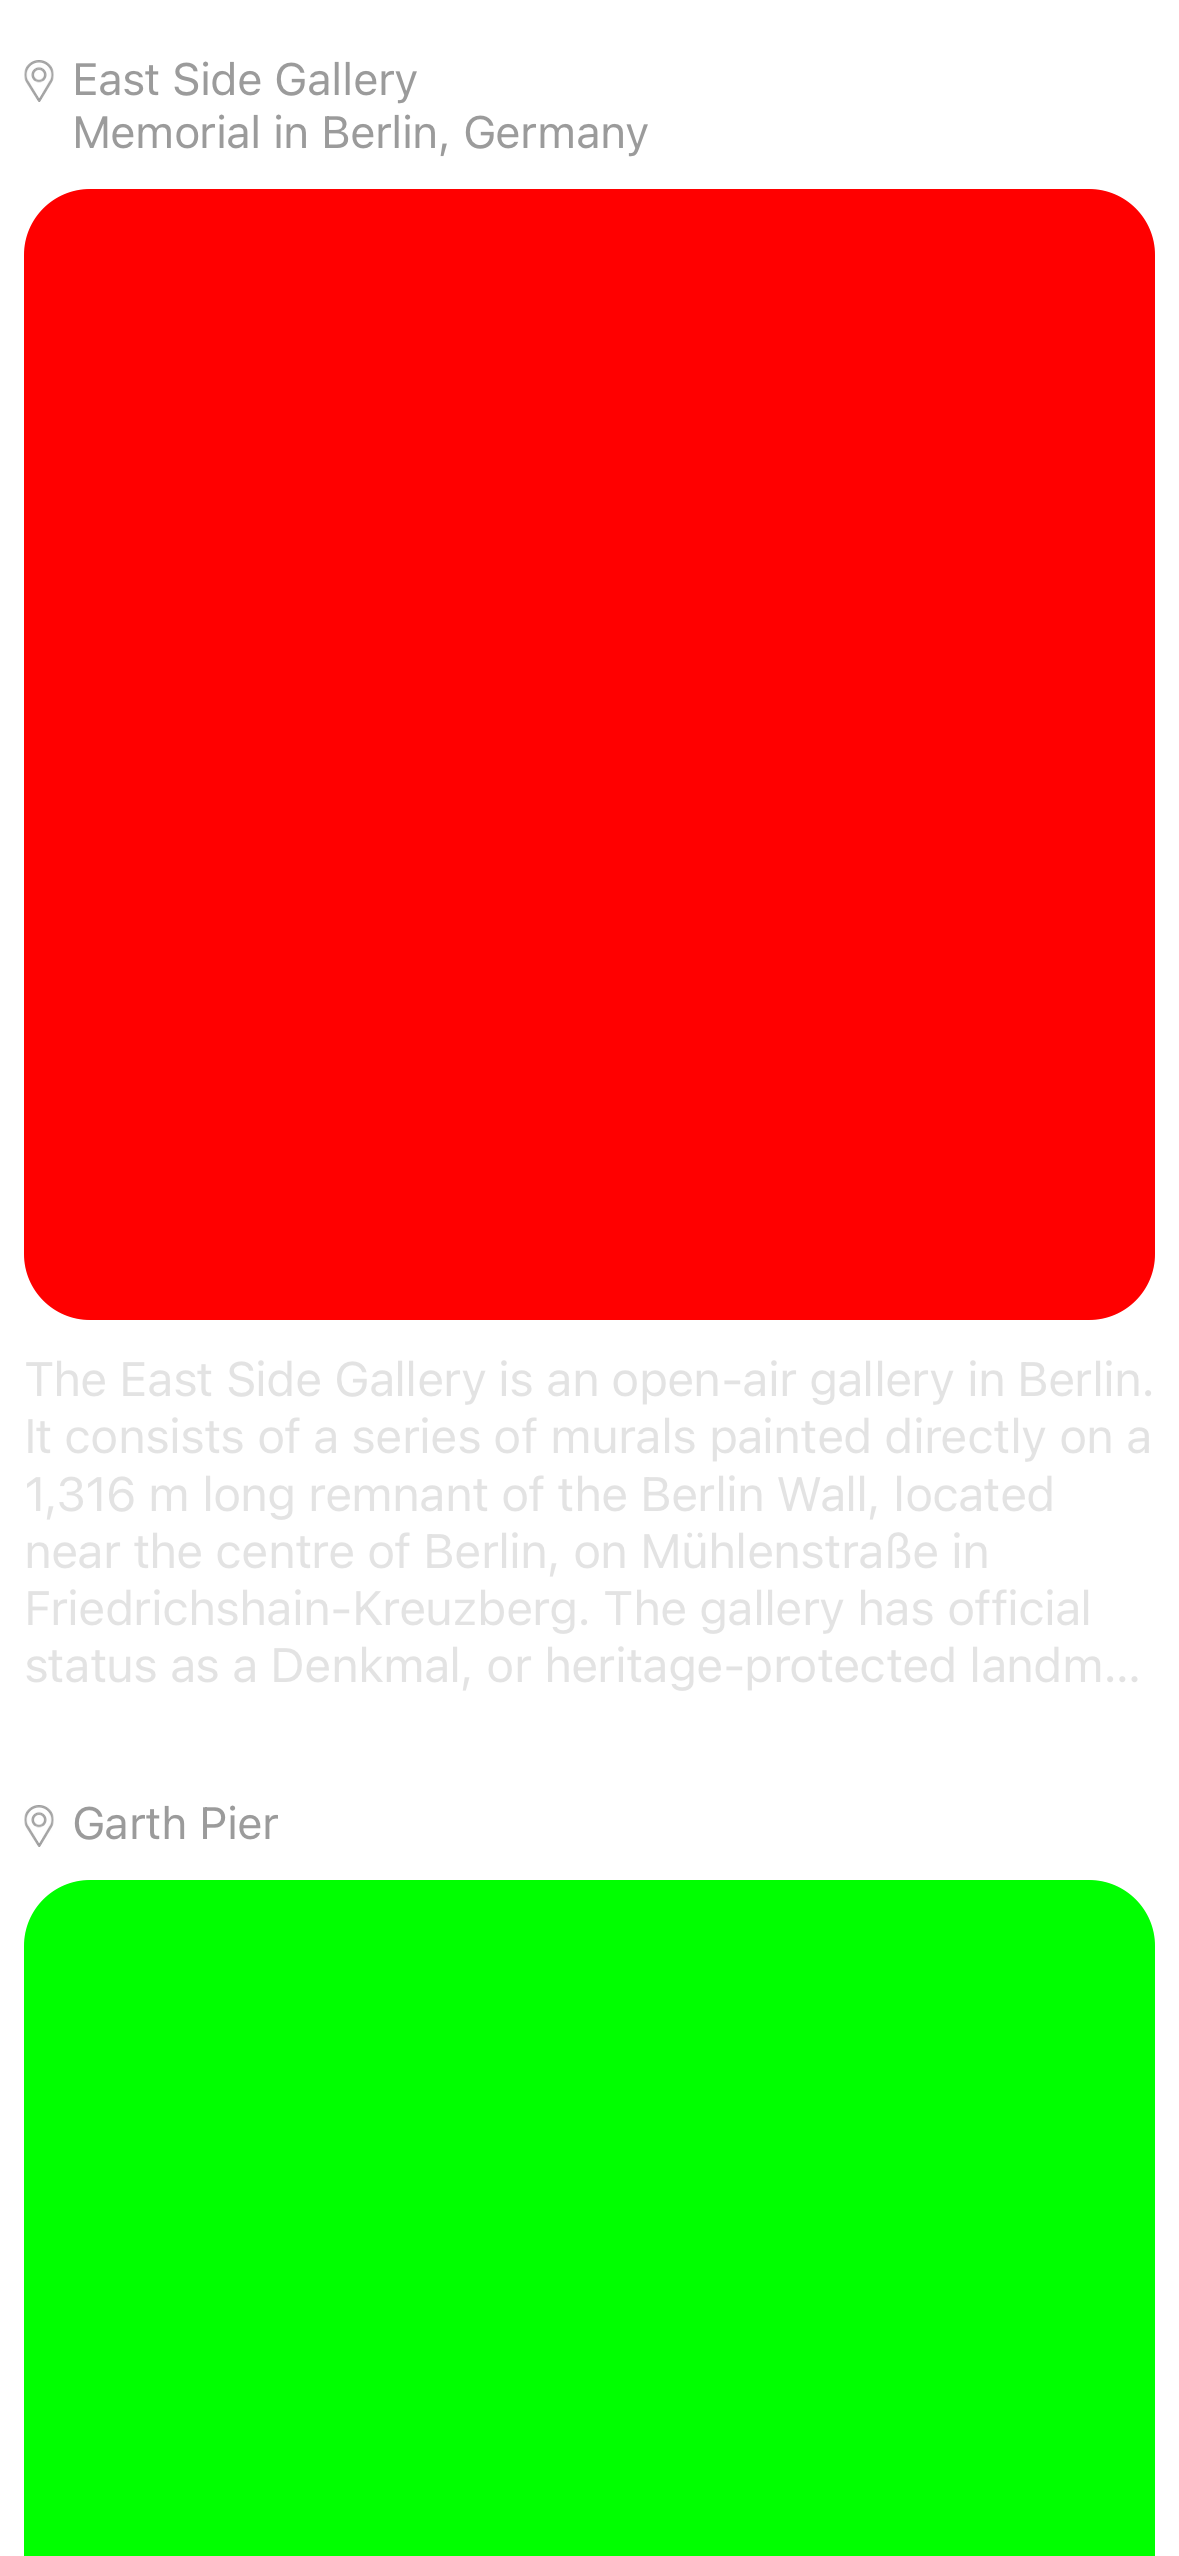 East Side Gallery
Memorial in Berlin, Germany
The East Side Gallery is an open-air gallery in Berlin.
It consists of a series of murals painted directly on a
1,316 m long remnant of the Berlin Wall, located
near the centre of Berlin, on Mühlenstraße in
Friedrichshain-Kreuzberg. The gallery has official
status as a Denkmal, or heritage-protected landm…
Garth Pier